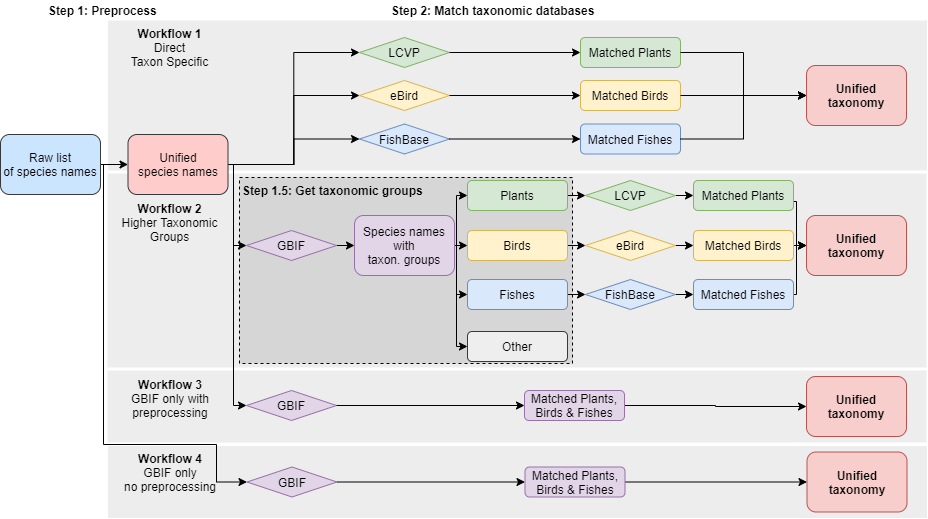 Step 1: Preprocess
Step 2: Match taxonomic databases
Workflow 1
Direct
Taxon Specific
LCVP
Matched Plants
eBird
Matched Birds
FishBase
Matched Fishes
Unified
taxonomy
Raw list
of species names
Unified
species names
Workflow 2
Higher Taxonomic
Groups
Step 1.5: Get taxonomic groups
GBIF
Species names
with
taxon. groups
Plants
LCVP
Matched Plants
Birds
eBird
Matched Birds
Fishes
FishBase
Matched Fishes
Other
Unified
taxonomy
Workflow 3
GBIF only with
preprocessing
GBIF
Matched Plants,
Birds & Fishes
Unified
taxonomy
Workflow 4
GBIF only
no preprocessing
GBIF
Matched Plants,
Birds & Fishes
Unified
taxonomy